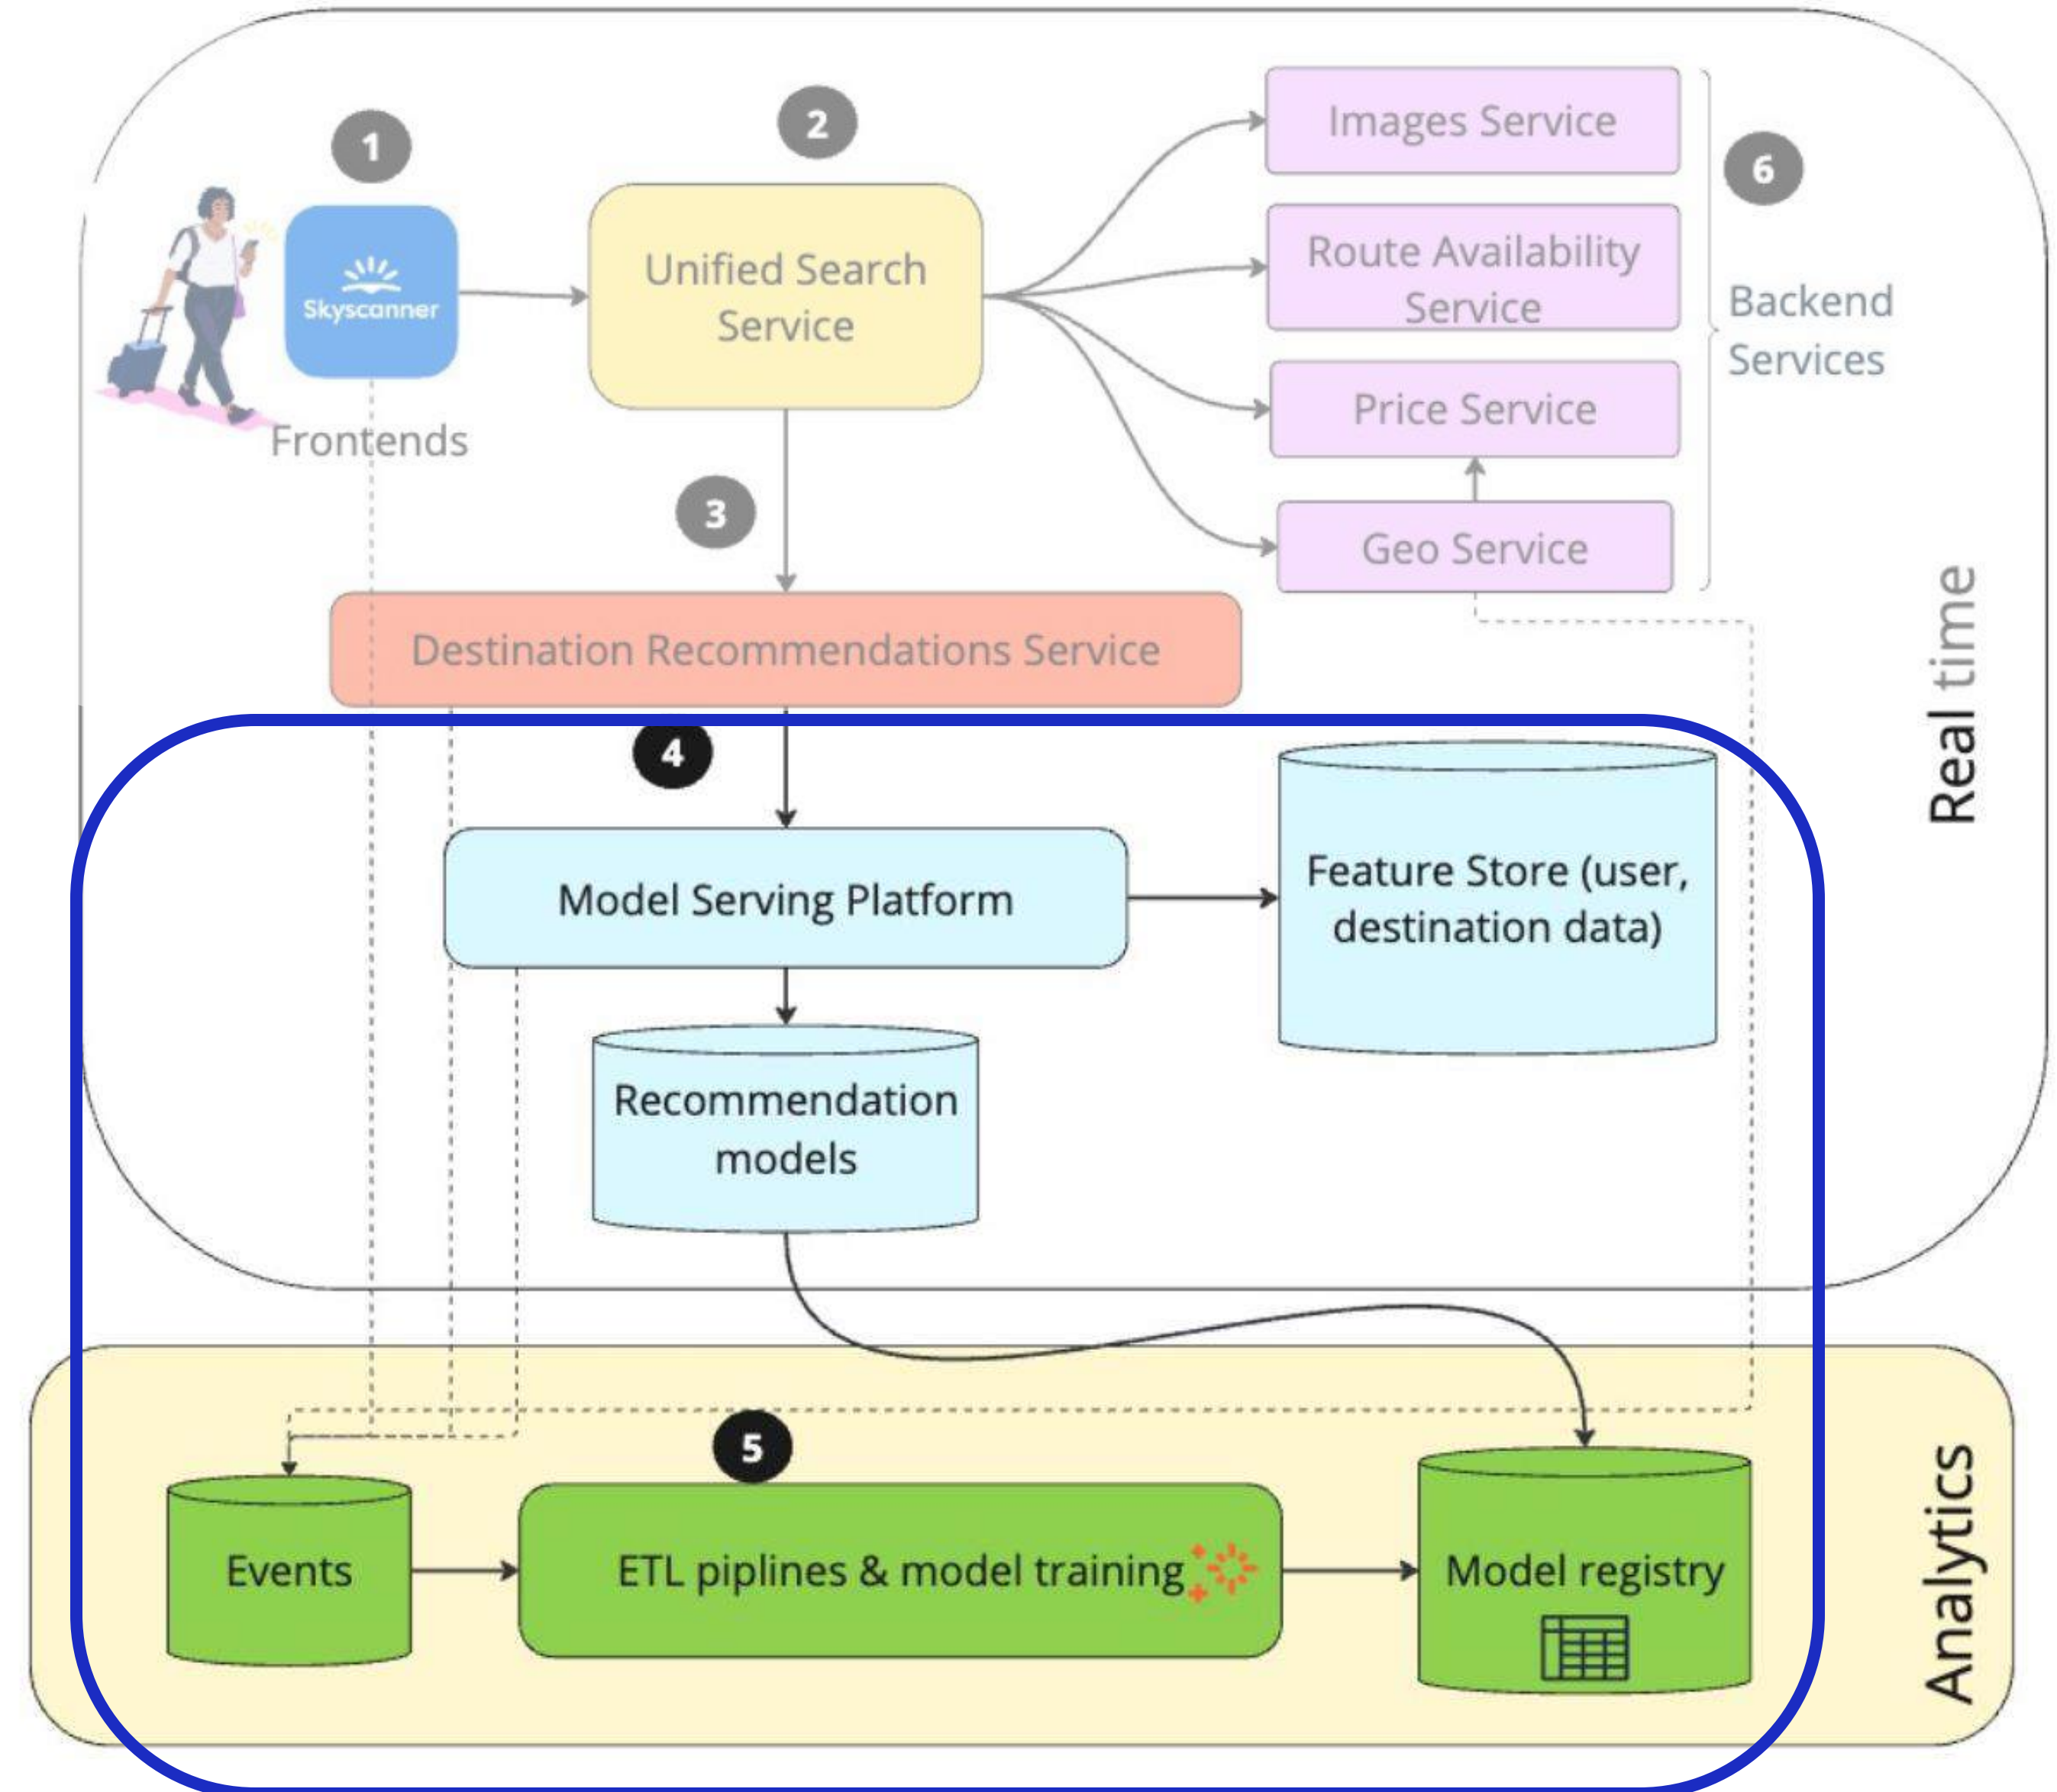 1
2
Images Service
6
Skyscanner
Unified Search
Service
Route Availability
Service
Backend
Services
Price Service
Frontends
3
Geo Service
Real time
Destination Recommendations Service
4
Model Serving Platform
Feature Store (user,
destination data)
Recommendation
models
5
Events
ETL piplines & model training
Model registry
Analytics